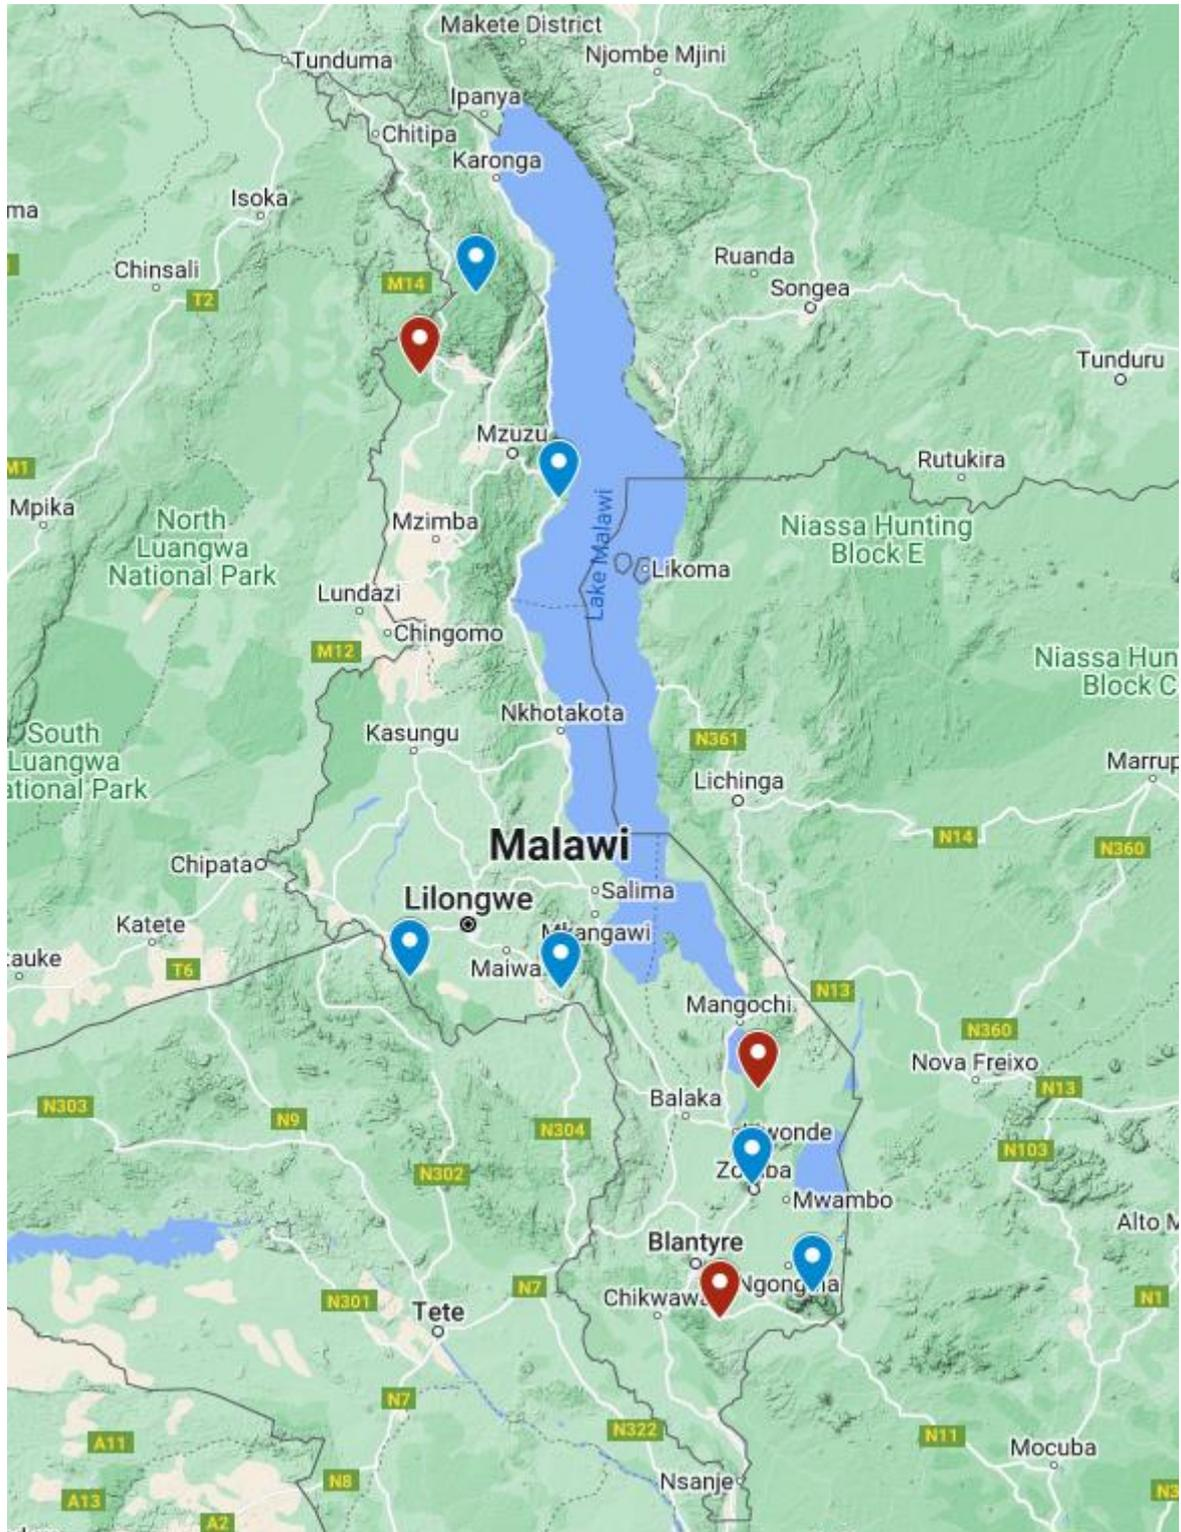 Makete District
Njombe Mjini
Tunduma
Ipanya
Chitipa
Karonga
Isoka
ma
Ruanda
Chinsali
M14
Songea
T2
Tunduru
Mzuzu
Rutukira
M1
Mpika
North
Luangwa
National Park
Mzimba
Niassa Hunting
Block E
Lake Malawi
Likoma
Lundazi
Chingomo
M12
Niassa Hun
Block C
Nkhotakota
South
Luangwa
ational Park
Kasungu
N361
Marrup
Lichinga
N14
N360
Malawi
Chipata
Salima
Lilongwe
Katete
Mkangawi
tauke
T6
Maiwa
N13
Mangochi
N360
Nova Freixo
N13
Balaka
N303
N9
N304
N103
N302
Mwambo
Alto M
Blantyre
Chikwawa
N7
N301
N1
Tete
N7
N322
N11
A11
Mocuba
N8
Nsanje
A13
N3
A2